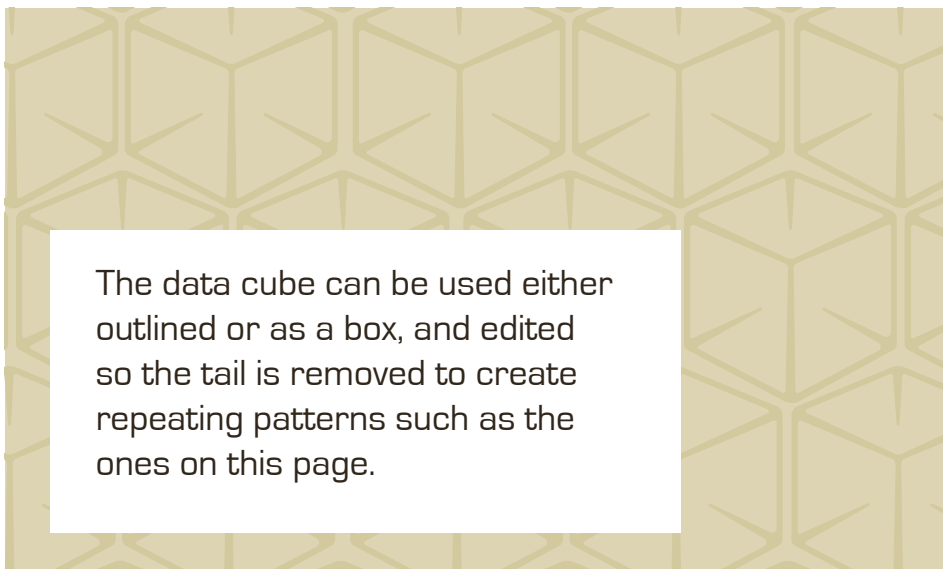 The data cube can be used either
outlined or as a box, and edited
so the tail is removed to create
repeating patterns such as the
ones on this page.